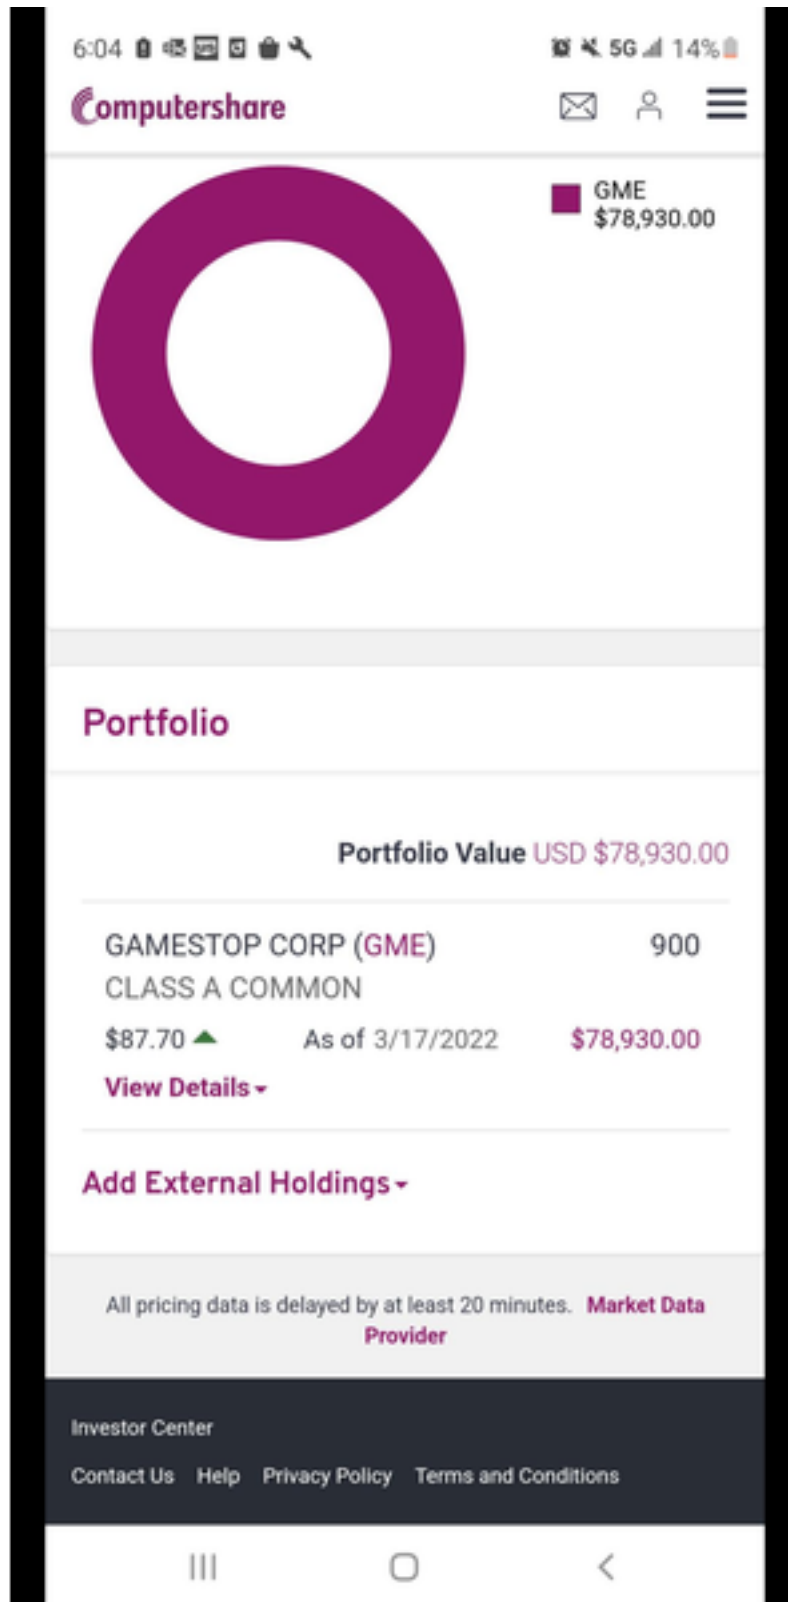 6:04 5G 14%
Computershare
GME
$78,930.00
Portfolio
Portfolio Value USD $78,930.00
GAMESTOP CORP (GME) 900
CLASS A COMMON
$87.70 As of 3/17/2022 $78,930.00
View Details
Add External Holdings
All pricing data is delayed by at least 20 minutes. Market Data
Provider
Investor Center
Contact Us Help Privacy Policy Terms and Conditions